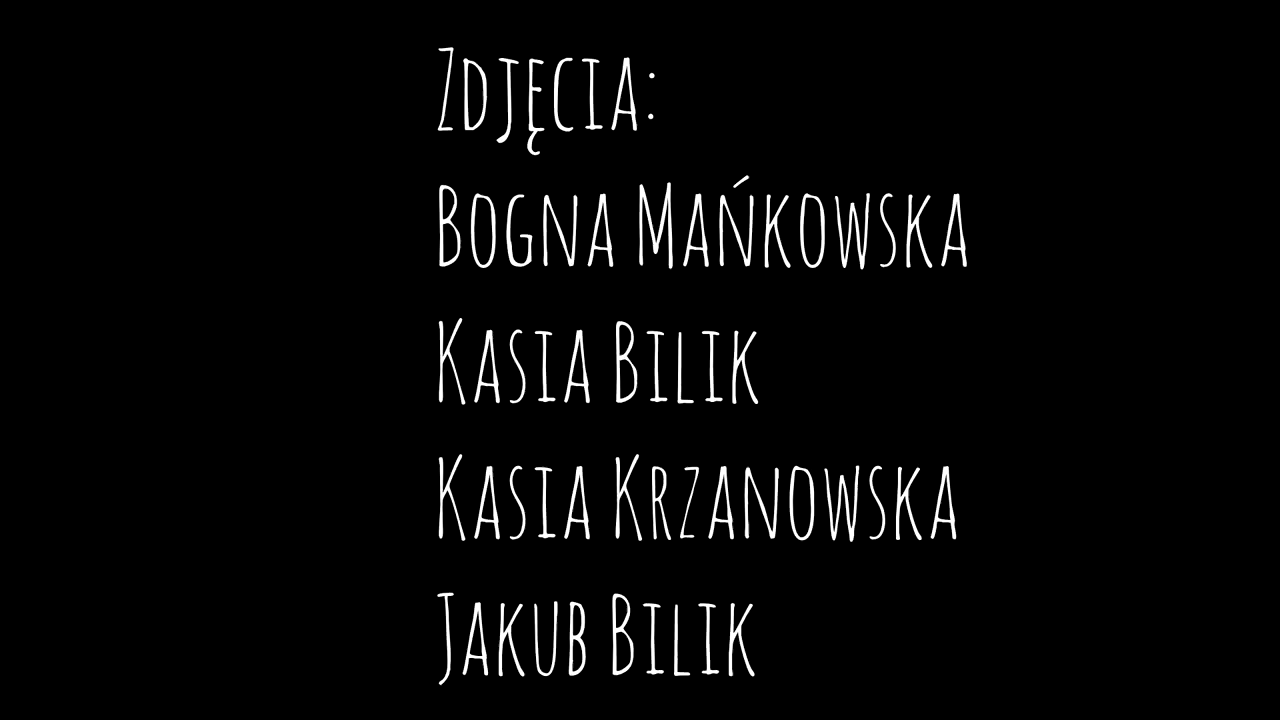 Zdjęcia:
Bogna Mańkowska
Kasia Bilik
Kasia Krzanowska
Jakub Bilik